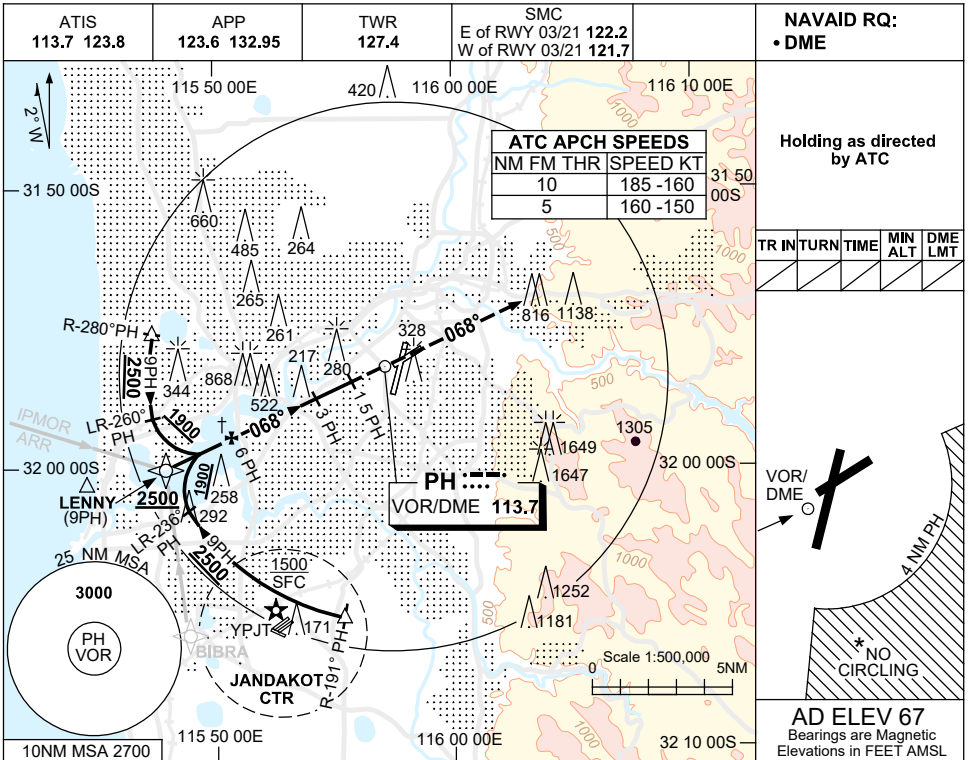 ATIS
113.7 123.8
APP
123.6 132.95
TWR
127.4
SMC
E of RWY 03/21 122.2
W of RWY 03/21 121.7
NAVAID RQ:
• DME
2° W
115 50 00E
420
116 00 00E
116 10 00E
1000
ATC APCH SPEEDS
NM FM THR SPEED KT
10 185 -160
5 160 -150
Holding as directed
by ATC
31 50 00S
31 50
00S
660
485
264
500
1000
TR IN TURN TIME MIN ALT DME LMT
265
261
816 1138
R-280°PH
9PH
2500
344
868
522
217
280
328
068°
500
LR-260°
PH
1900
1.5 PH
3 PH
068°
6 PH
†
IPMOR
ARR
1305
1649
1647
32 00 00S
32 00 00S
LENNY
(9PH)
2500
1900
258
292
LR-236°
PH
PH
VOR/DME 113.7
VOR/
DME
4 NM PH
9PH
2500
25 NM MSA
3000
PH
VOR
1500
SFC
YPJT
171
BIBRA
JANDAKOT
CTR
R-191° PH
1000
500
1252
1181
Scale 1:500,000
0 5NM
* NO
CIRCLING
115 50 00E
116 00 00E
1000
32 10 00S
10NM MSA 2700
AD ELEV 67
Bearings are Magnetic
Elevations in FEET AMSL